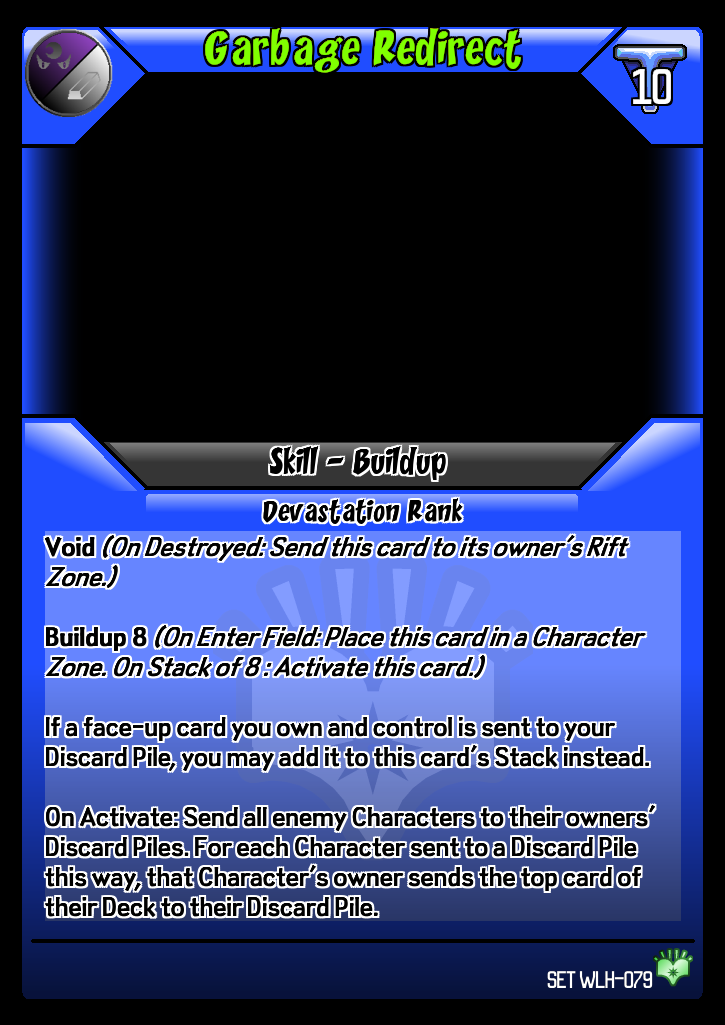 Garbage Redirect
10
Skill - Buildup
Devastation Rank
Void (On Destroyed: Send this card to its owner's Rift
Zone.)
Buildup 8 (On Enter Field: Place this card in a Character
Zone. On Stack of 8 : Activate this card.)
If a face-up card you own and control is sent to your
Discard Pile, you may add it to this card's Stack instead.
On Activate: Send all enemy Characters to their owners'
Discard Piles. For each Character sent to a Discard Pile
this way, that Character's owner sends the top card of
their Deck to their Discard Pile.
SET WLH-079